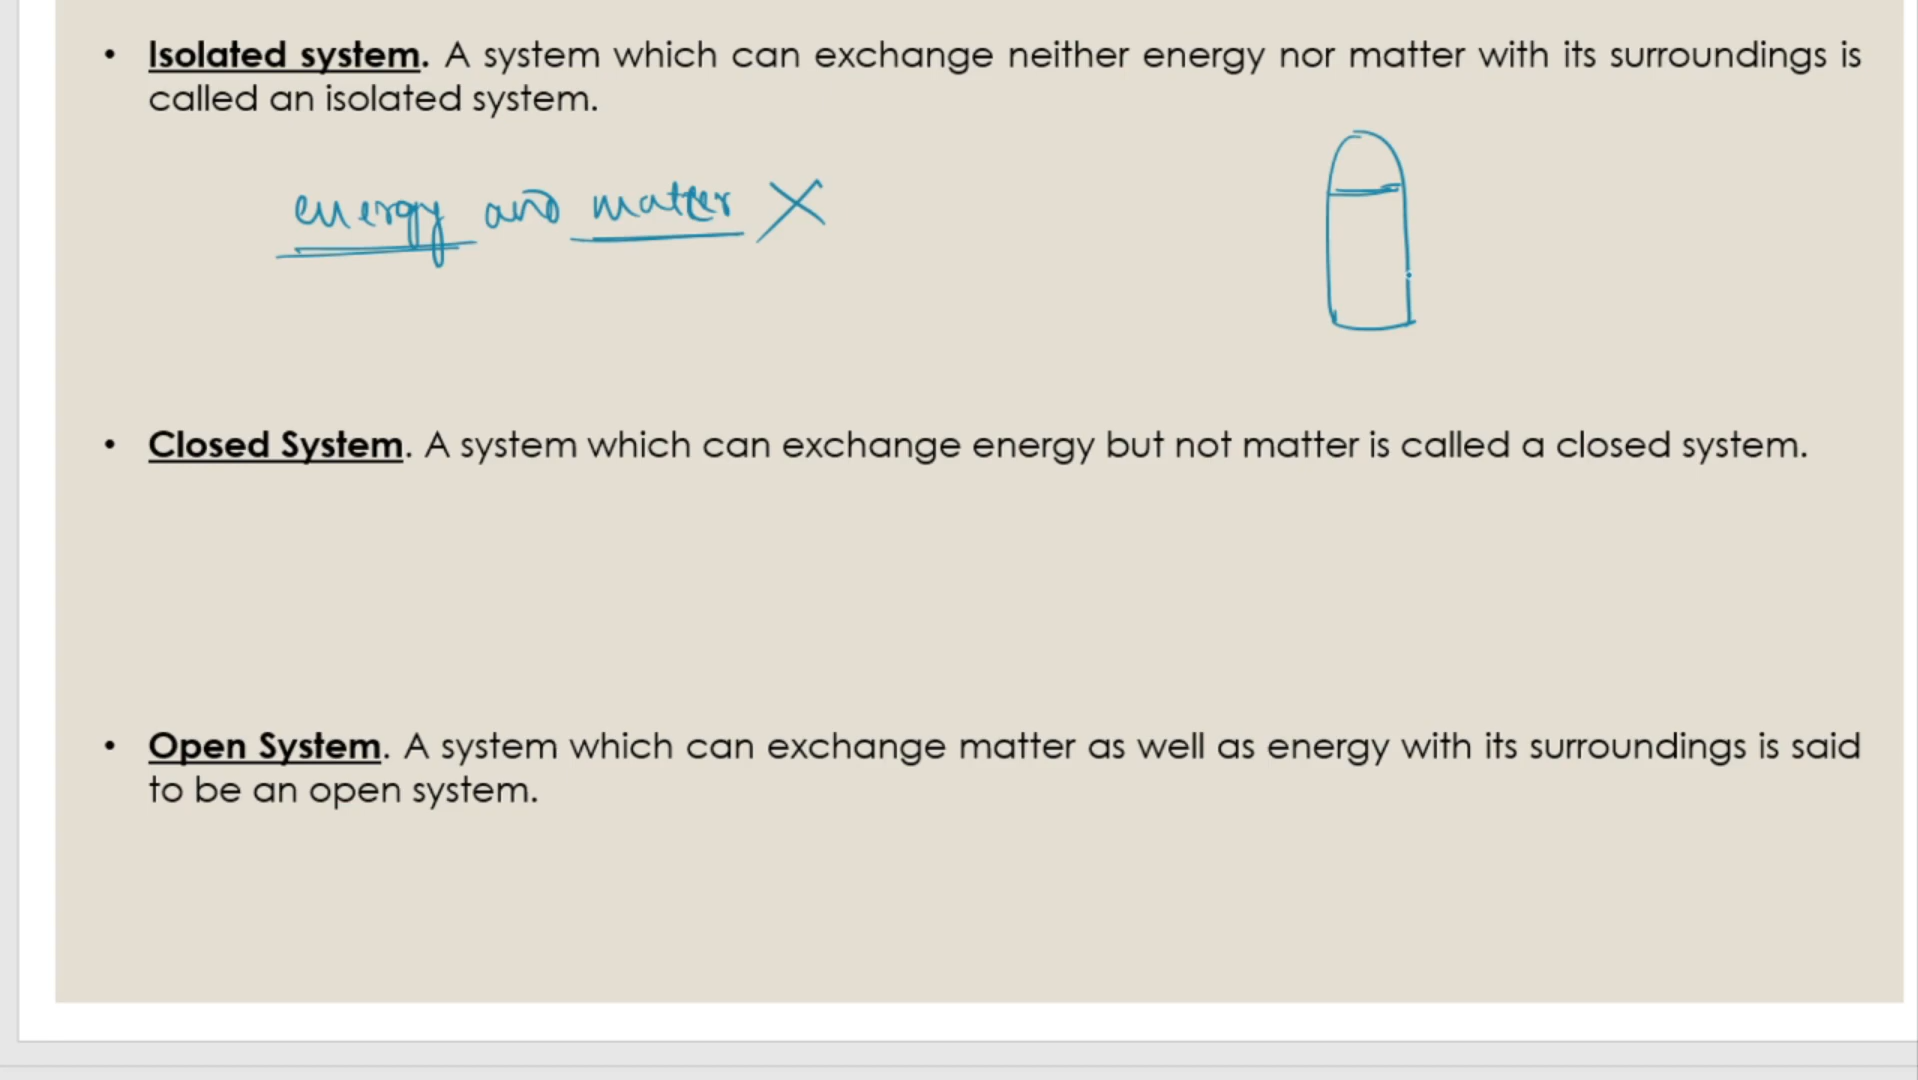 • Isolated system. A system which can exchange neither energy nor matter with its surroundings is
called an isolated system.
energy and matter X
• Closed System. A system which can exchange energy but not matter is called a closed system.
• Open System. A system which can exchange matter as well as energy with its surroundings is said
to be an open system.